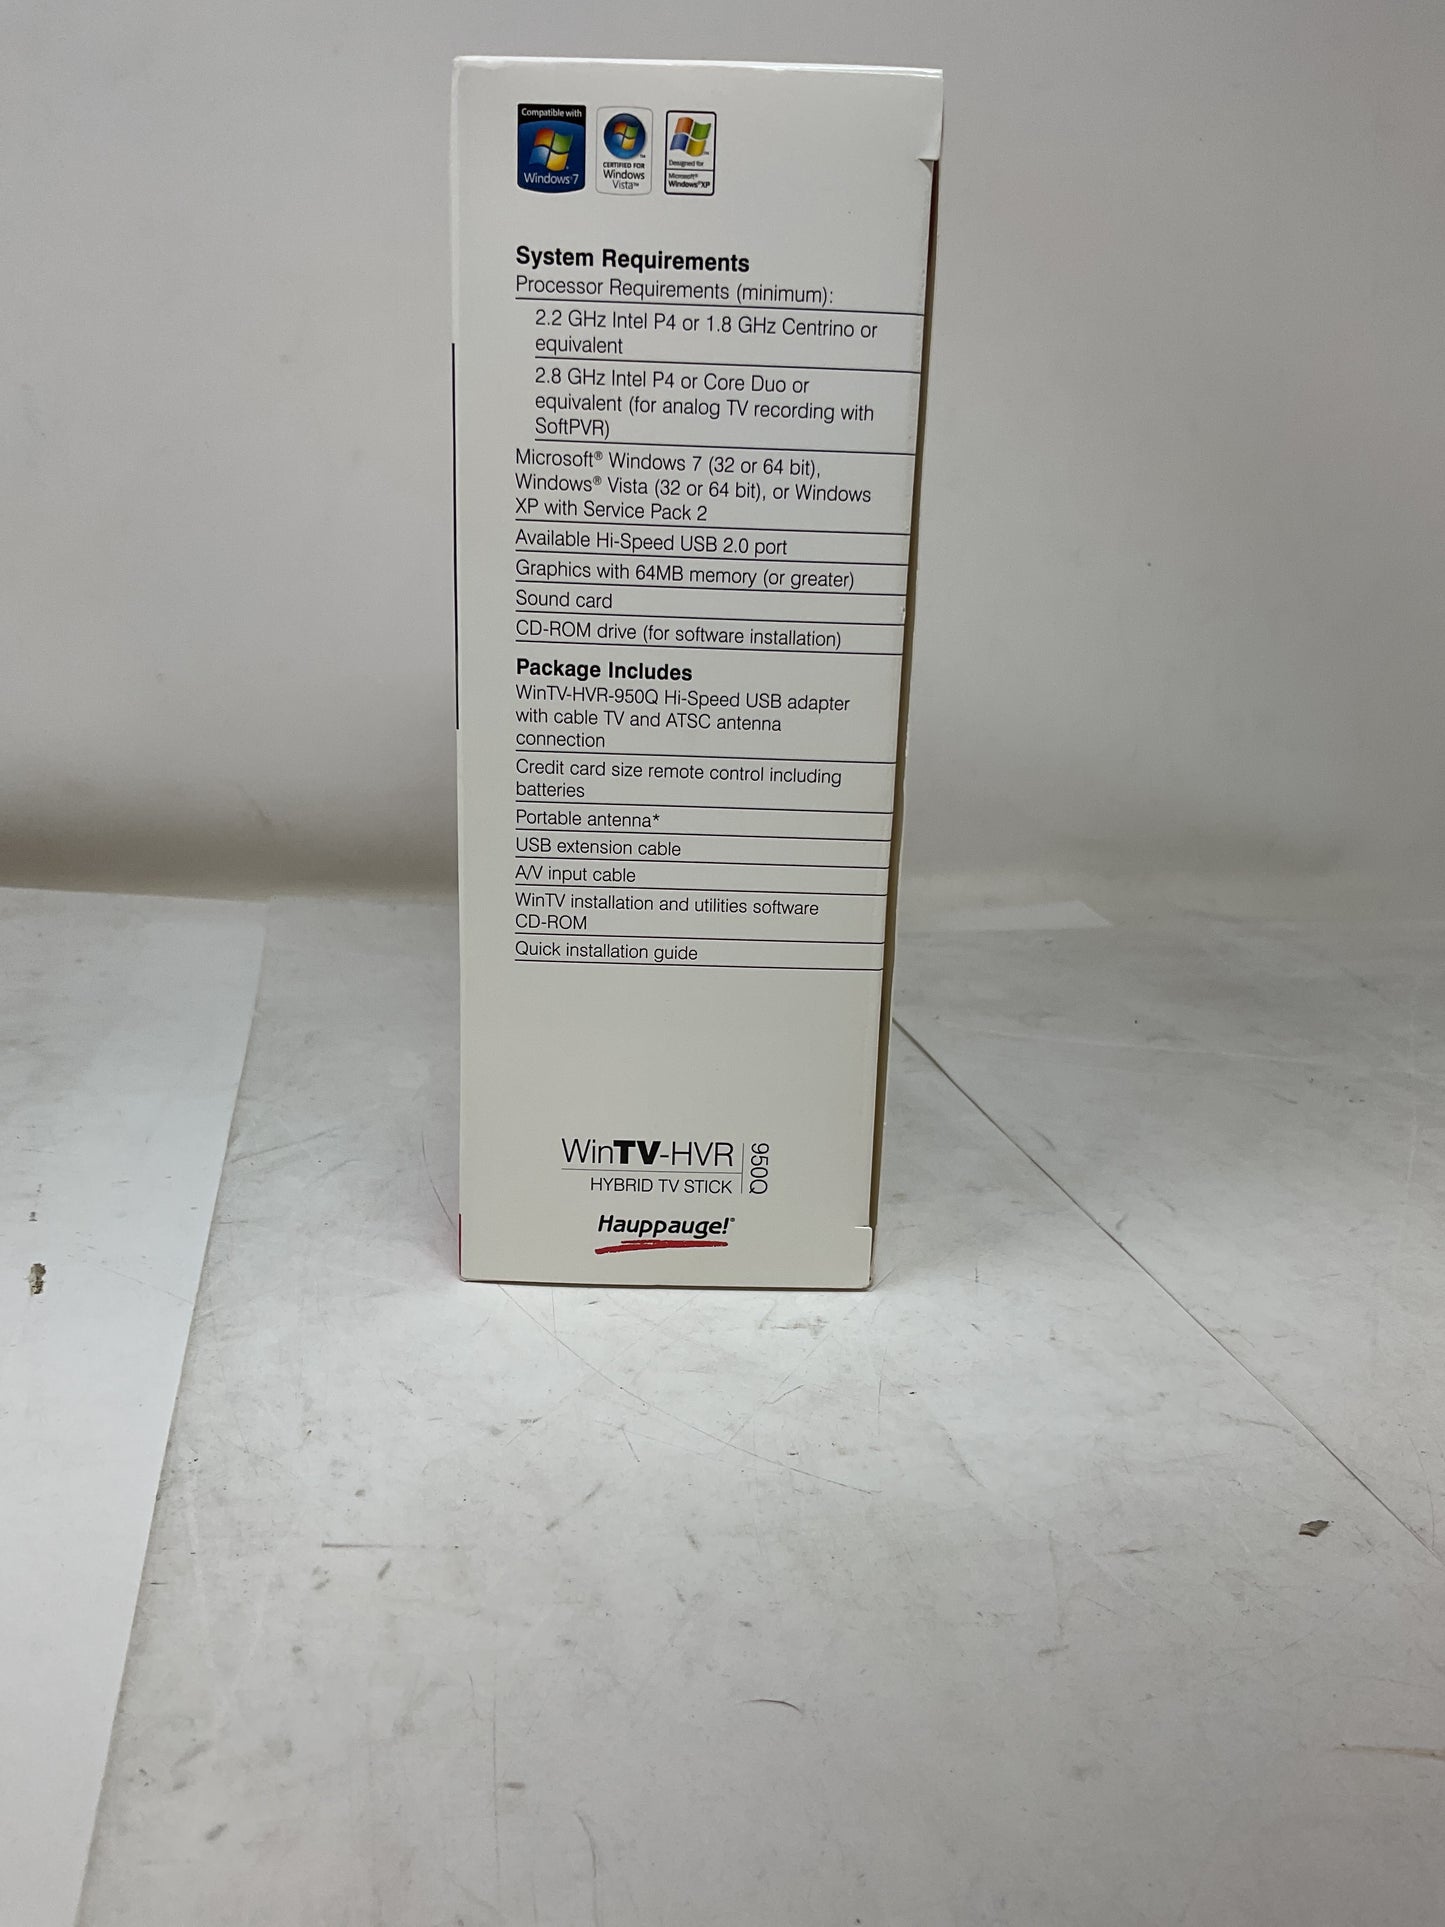 Compatible with
Windows 7
CERTIFIED FOR
Windows
Vista™
Designed for
Microsoft®
Windows® XP
System Requirements
Processor Requirements (minimum):
2.2 GHz Intel P4 or 1.8 GHz Centrino or
equivalent
2.8 GHz Intel P4 or Core Duo or
equivalent (for analog TV recording with
SoftPVR)
Microsoft® Windows 7 (32 or 64 bit),
Windows® Vista (32 or 64 bit), or Windows
XP with Service Pack 2
Available Hi-Speed USB 2.0 port
Graphics with 64MB memory (or greater)
Sound card
CD-ROM drive (for software installation)
Package Includes
WinTV-HVR-950Q Hi-Speed USB adapter
with cable TV and ATSC antenna
connection
Credit card size remote control including
batteries
Portable antenna*
USB extension cable
A/V input cable
WinTV installation and utilities software
CD-ROM
Quick installation guide
WinTV-HVR
HYBRID TV STICK
950Q
Hauppauge!®